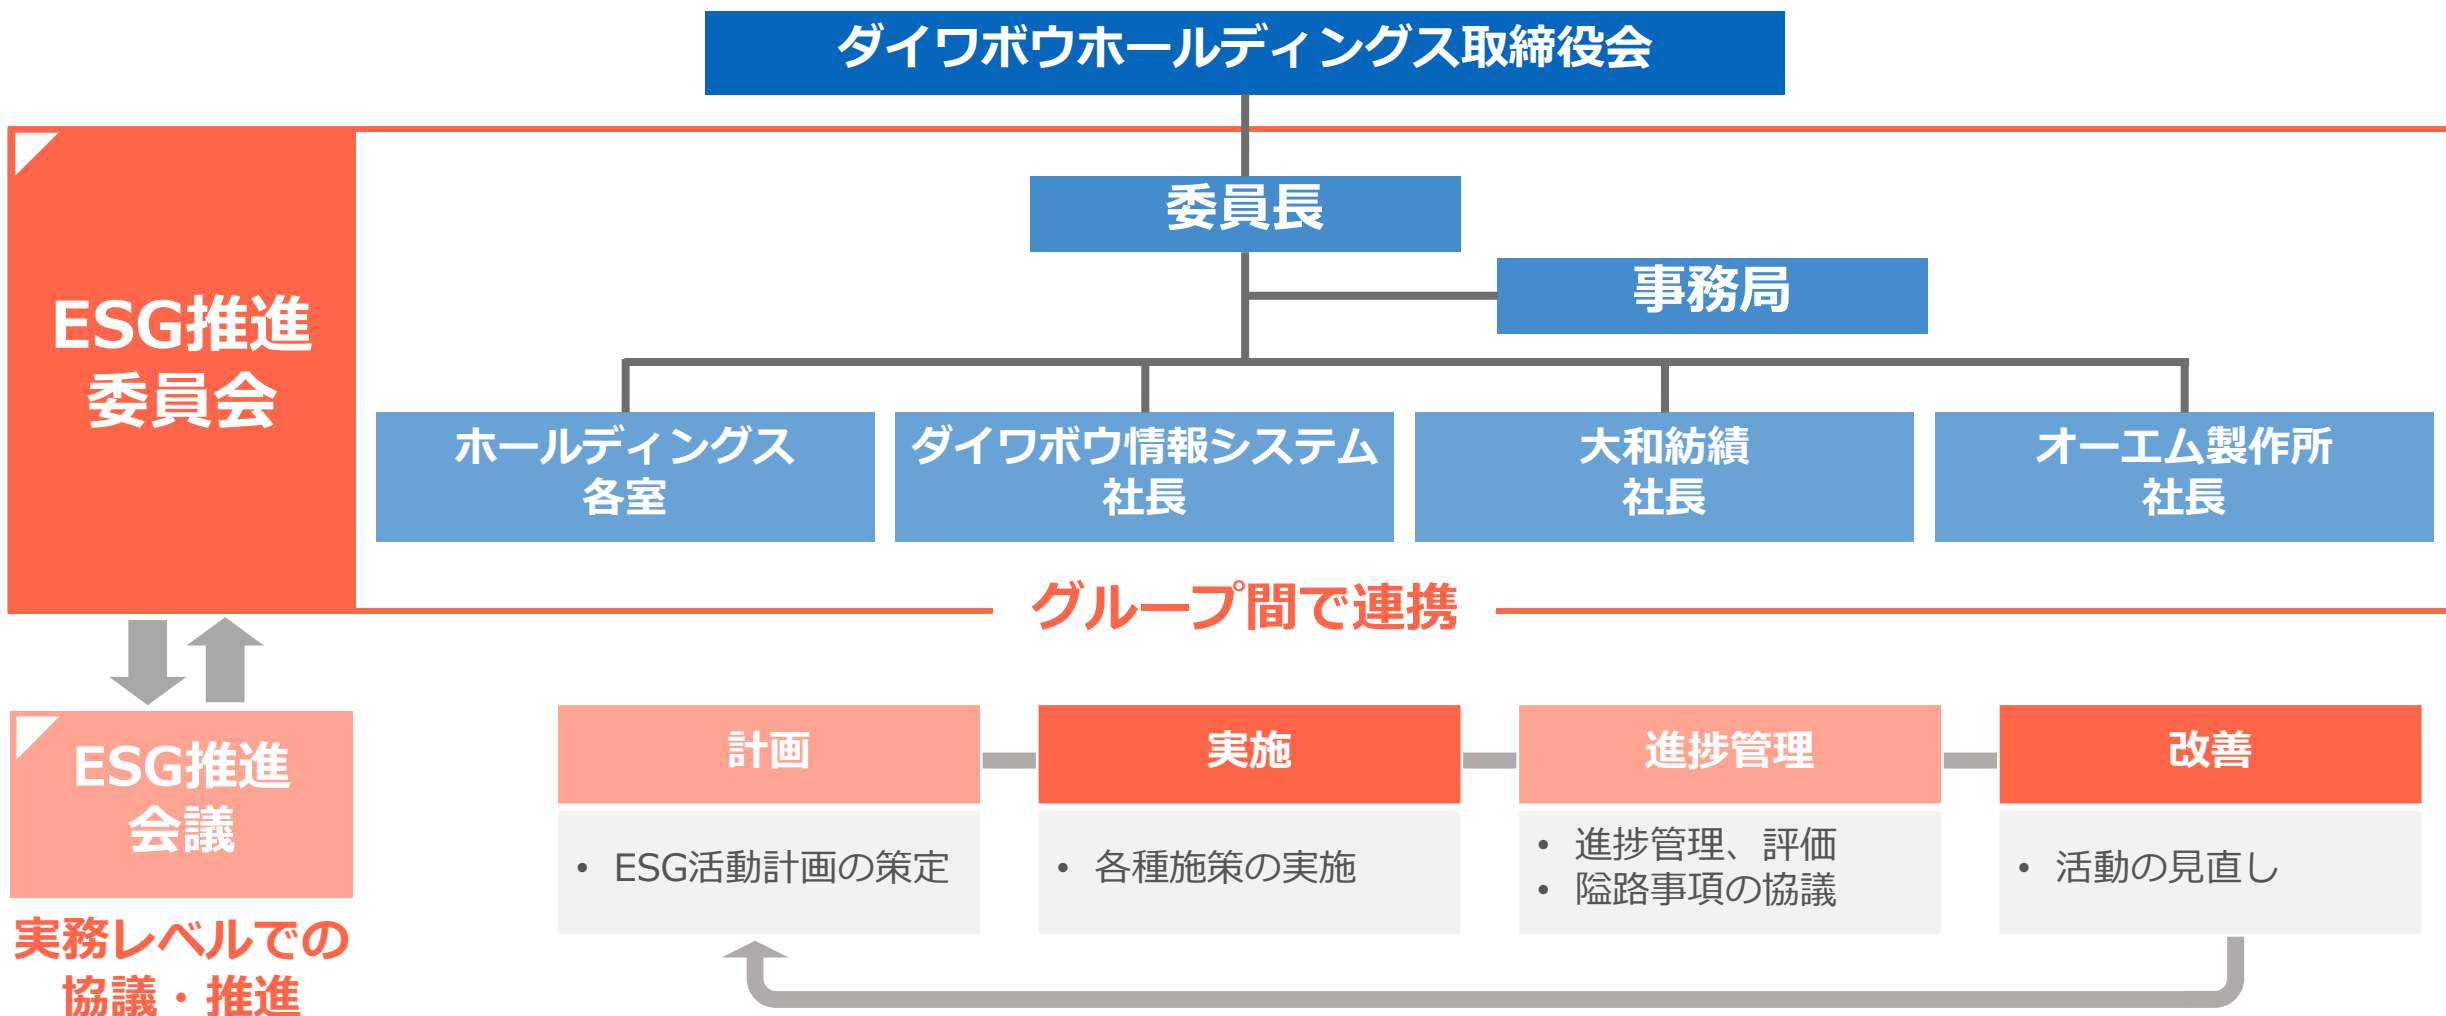 ダイワボウホールディングス取締役会
委員長
事務局
ESG推進
委員会
ホールディングス
各室
ダイワボウ情報システム
社長
大和紡績
社長
オーエム製作所
社長
グループ間で連携
ESG推進
会議
実務レベルでの
協議・推進
計画
• ESG活動計画の策定
実施
• 各種施策の実施
進捗管理
• 進捗管理、評価
• 隘路事項の協議
改善
• 活動の見直し